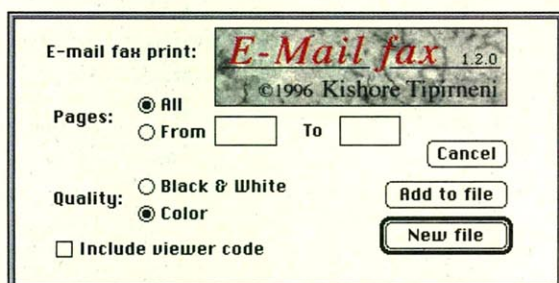 E-mail fax print:
E-Mail fax 1.2.0
©1996 Kishore Tipirneni
Pages:
All
From To
Cancel
Quality:
Black & White
Add to file
Color
New file
Include viewer code